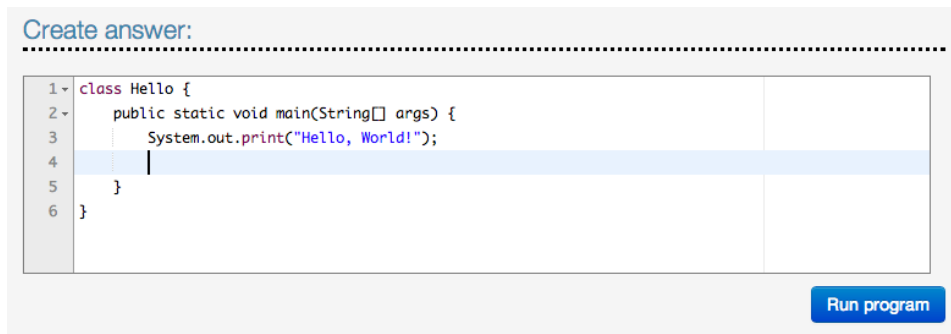 Create answer:
1 class Hello {
2     public static void main(String[] args) {
3         System.out.print("Hello, World!");
4
5     }
6 }
Run program